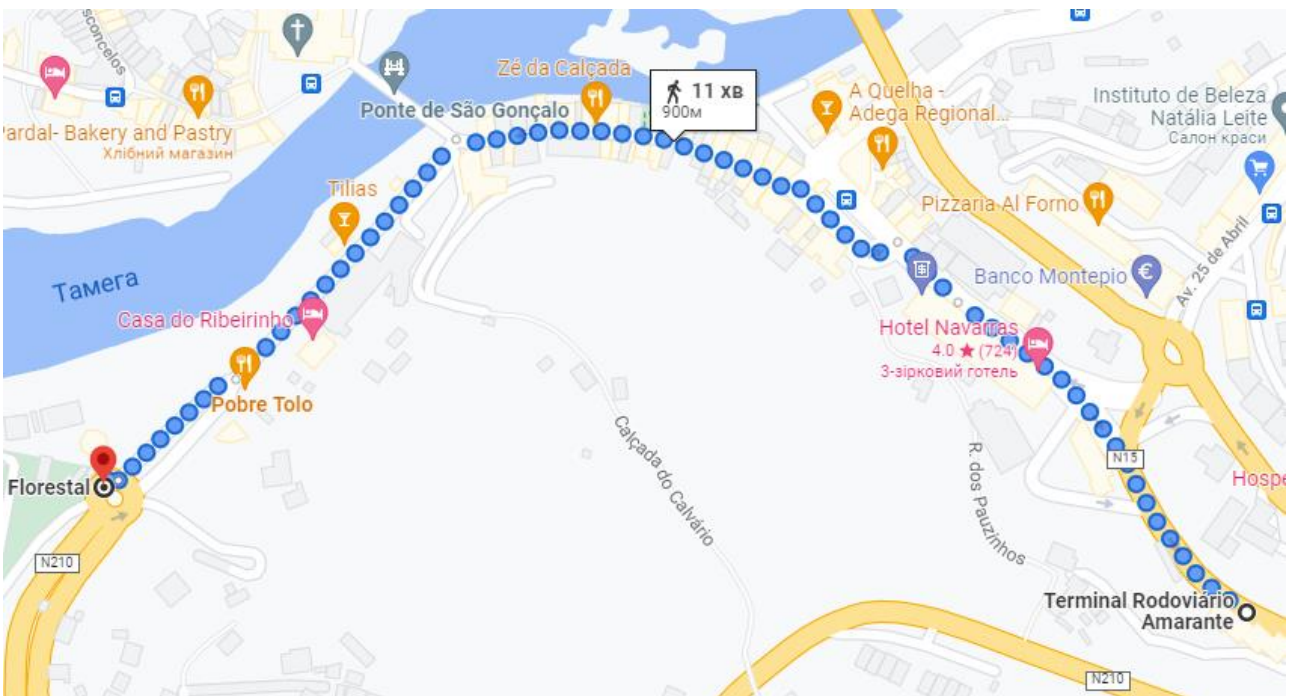 sconcelos
Pardal- Bakery and Pastry
Хлібний магазин
Ponte de São Gonçalo
Zé da Calçada
11 хв
900м
A Quelha -
Adega Regional...
Instituto de Beleza
Natália Leite
Салон краси
Tilias
Тамега
Casa do Ribeirinho
Pobre Tolo
Florestal
N210
Calçada do Calvário
Pizzaria Al Forno
Av. 25 de Abril
Banco Montepio
Hotel Navarras
4.0 ★ (724)
3-зірковий готель
N15
R. dos Pauzinhos
Hospe
Terminal Rodoviário
Amarante
N210